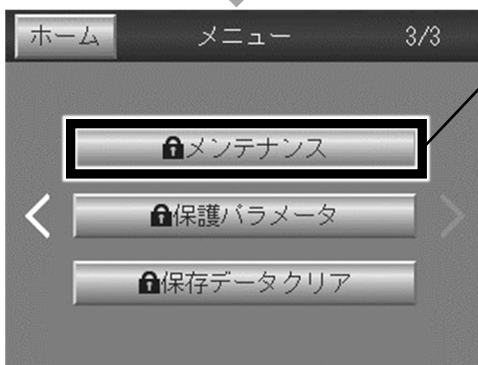 ホーム メニュー 3/3
メンテナンス
保護パラメータ
保存データクリア